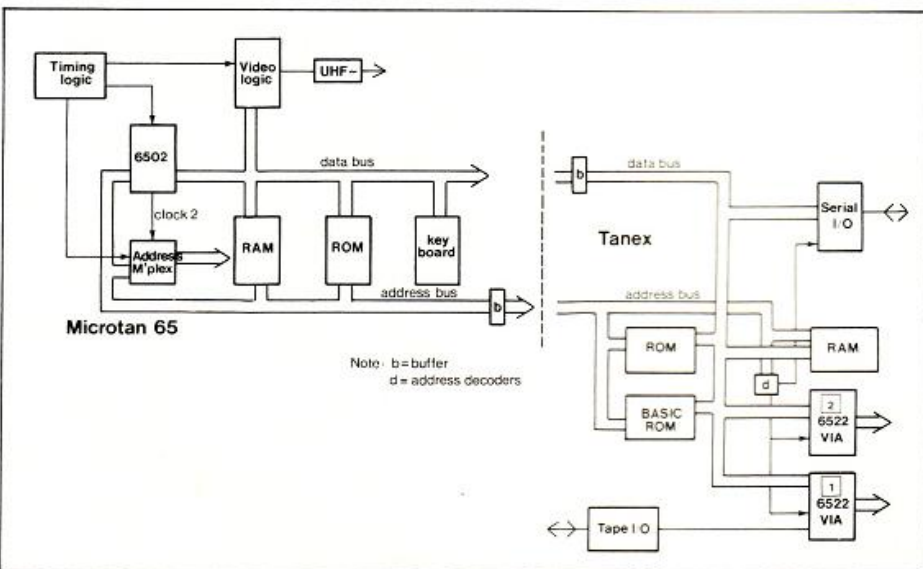 Timing
logic
Video
logic
UHF~
6502
data bus
clock 2
Address
M'plex
RAM
ROM
key
board
address bus
b
Microtan 65
Note· b=buffer
d=address decoders
b
data bus
Tanex
Serial
I/O
address bus
ROM
RAM
d
BASIC
ROM
2
6522
VIA
1
6522
VIA
Tape I·O